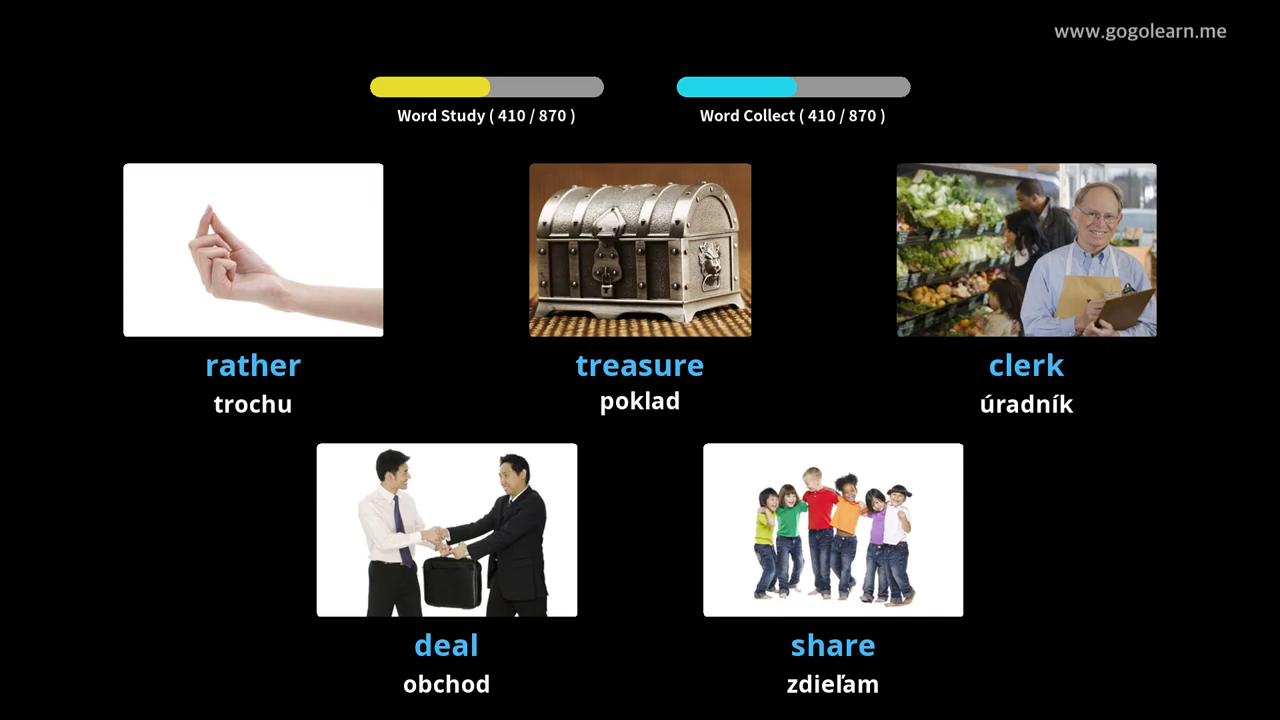 www.gogolearn.me
Word Study ( 410 / 870 )
Word Collect ( 410 / 870 )
rather
trochu
treasure
poklad
clerk
úradník
deal
obchod
share
zdieľam